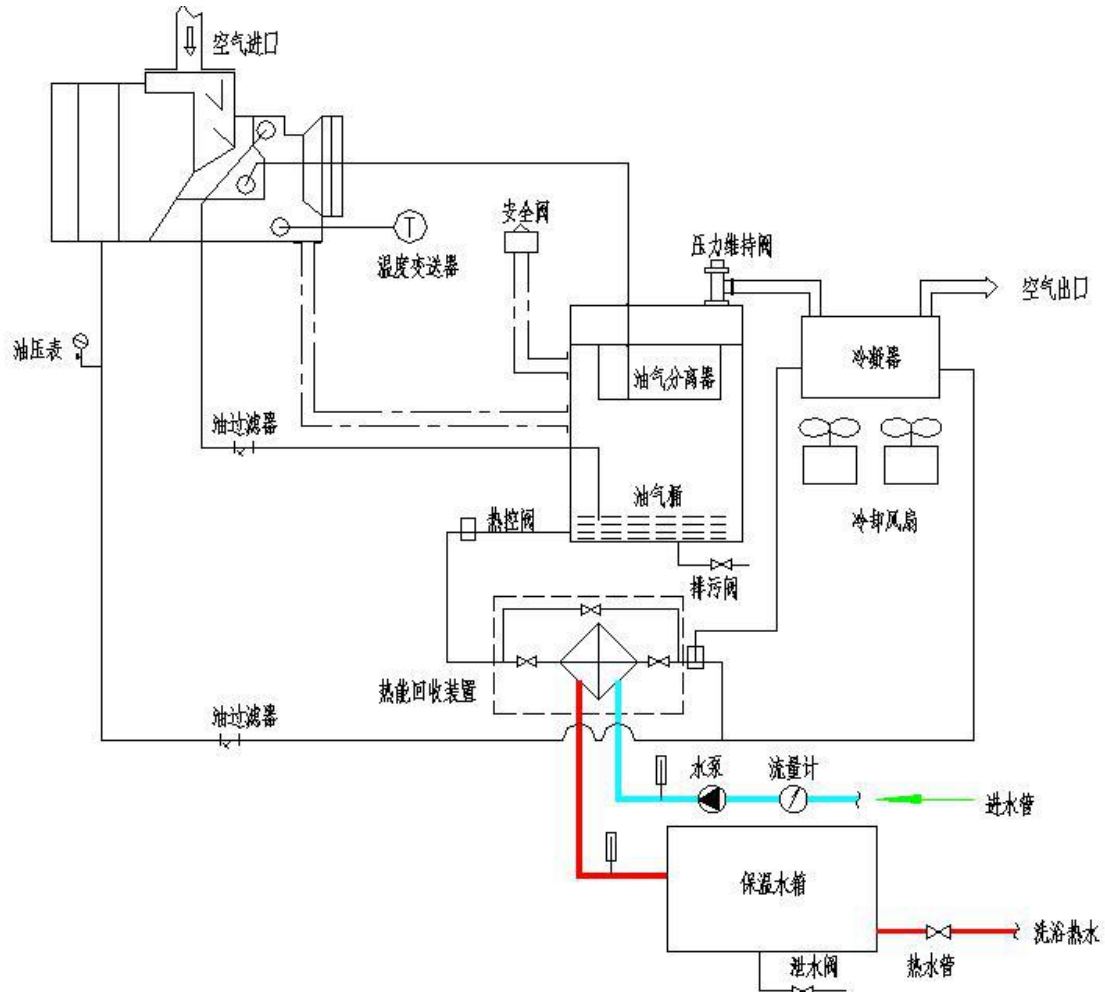 空气进口
安全阀
T
温度变送器
压力维持阀
空气出口
油压表
冷凝器
油气分离器
油过滤器
油气桶
热控阀
冷却风扇
排污阀
热能回收装置
油过滤器
水泵
流量计
进水管
保温水箱
洗浴热水
泄水阀
热水管